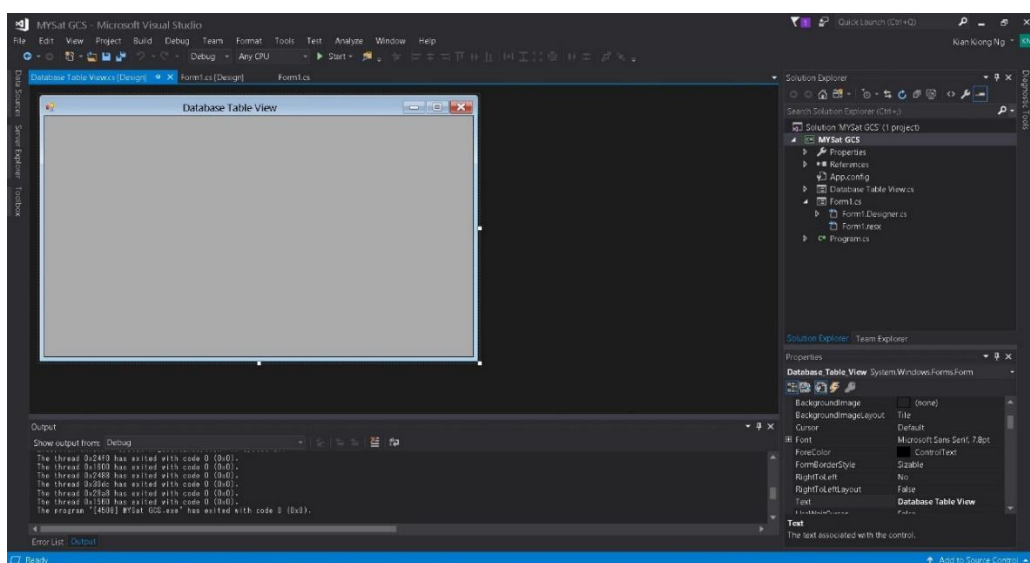 MYSat GCS - Microsoft Visual Studio
Quick Launch (Ctrl+Q)
File Edit View Project Build Debug Team Format Tools Test Analyze Window Help
Kian Kiong Ng
Debug Any CPU Start
Database Table View.cs [Design] Form1.cs [Design] Form1.cs
Data Sources
Server Explorer
Toolbox
Database Table View
Solution Explorer
Search Solution Explorer (Ctrl+;)
Solution 'MYSat GCS' (1 project)
MYSat GCS
Properties
References
App.config
Database Table View.cs
Form1.cs
Form1.Designer.cs
Form1.resx
C# Program.cs
Solution Explorer Team Explorer
Diagnostic Tools
Properties
Database_Table_View System.Windows.Forms.Form
BackgroundImage (none)
BackgroundImageLayout Tile
Cursor Default
Font Microsoft Sans Serif, 7.8pt
ForeColor ControlText
FormBorderStyle Sizable
RightToLeft No
RightToLeftLayout False
Text Database Table View
UseWaitCursor False
Text
The text associated with the control.
Output
Show output from: Debug
The thread 0x24f0 has exited with code 0 (0x0).
The thread 0x1600 has exited with code 0 (0x0).
The thread 0x2488 has exited with code 0 (0x0).
The thread 0x30dc has exited with code 0 (0x0).
The thread 0x28a8 has exited with code 0 (0x0).
The thread 0x1560 has exited with code 0 (0x0).
The program '[4508] MYSat GCS.exe' has exited with code 0 (0x0).
Error List Output
Ready
Add to Source Control